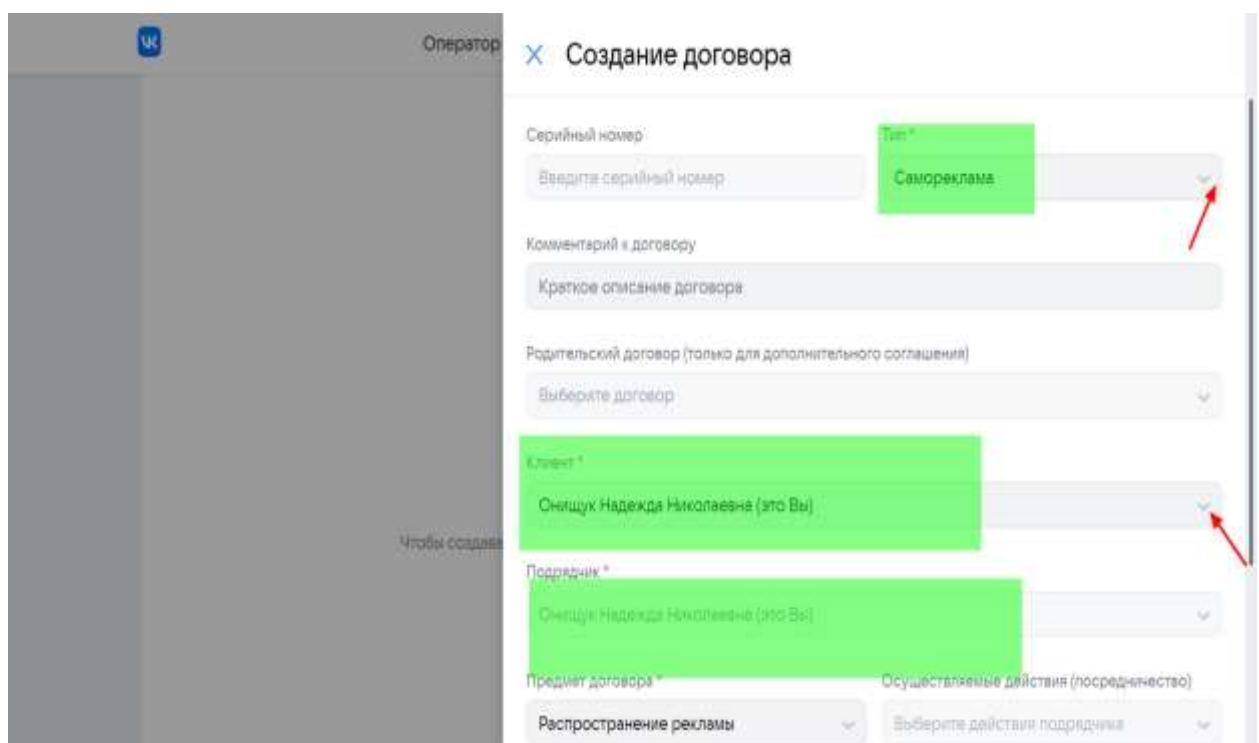 Оператор
Создание договора
Серийный номер
Тип *
Введите серийный номер
Самореклама
Комментарий к договору
Краткое описание договора
Родительский договор (только для дополнительного соглашения)
Выберите договор
Клиент *
Онищук Надежда Николаевна (это Вы)
Чтобы создава
Подрядчик *
Онищук Надежда Николаевна (это Вы)
Предмет договора *
Осуществляемые действия (посредничество)
Распространение рекламы
Выберите действия подрядчика